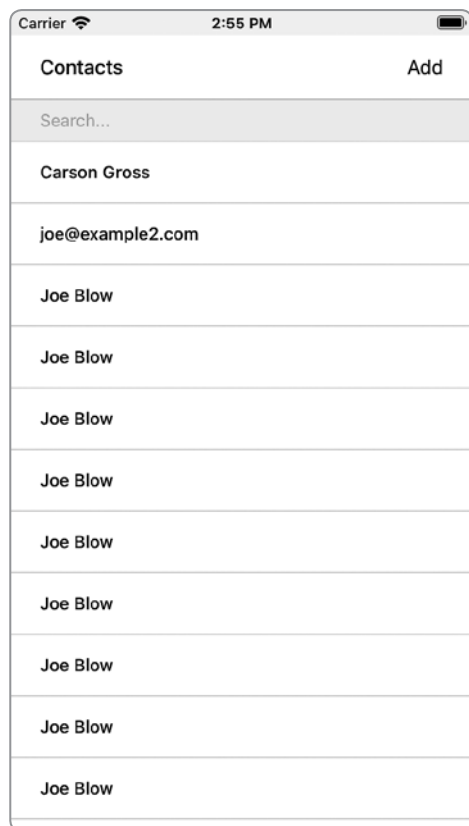 Carrier 2:55 PM
Contacts Add
Search...
Carson Gross
joe@example2.com
Joe Blow
Joe Blow
Joe Blow
Joe Blow
Joe Blow
Joe Blow
Joe Blow
Joe Blow
Joe Blow